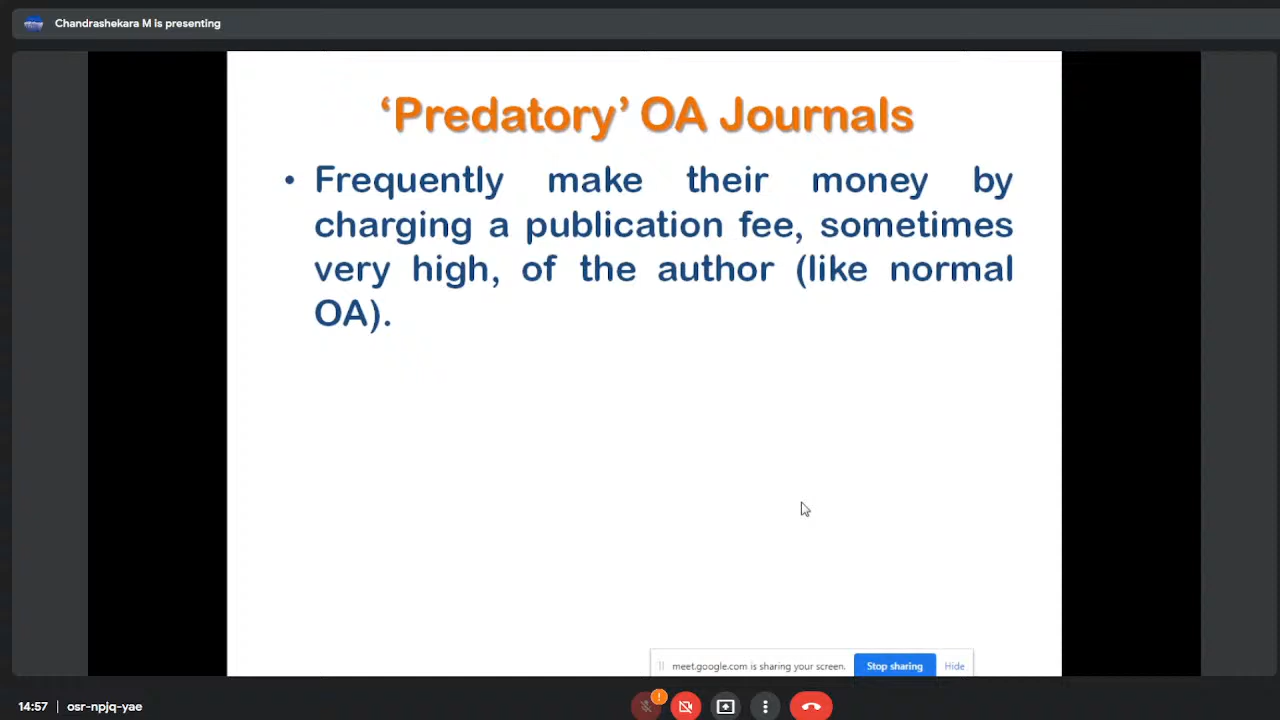 Chandrashekara M is presenting
‘Predatory’ OA Journals
• Frequently make their money by
charging a publication fee, sometimes
very high, of the author (like normal
OA).
meet.google.com is sharing your screen. Stop sharing Hide
14:57 | osr-npjq-yae